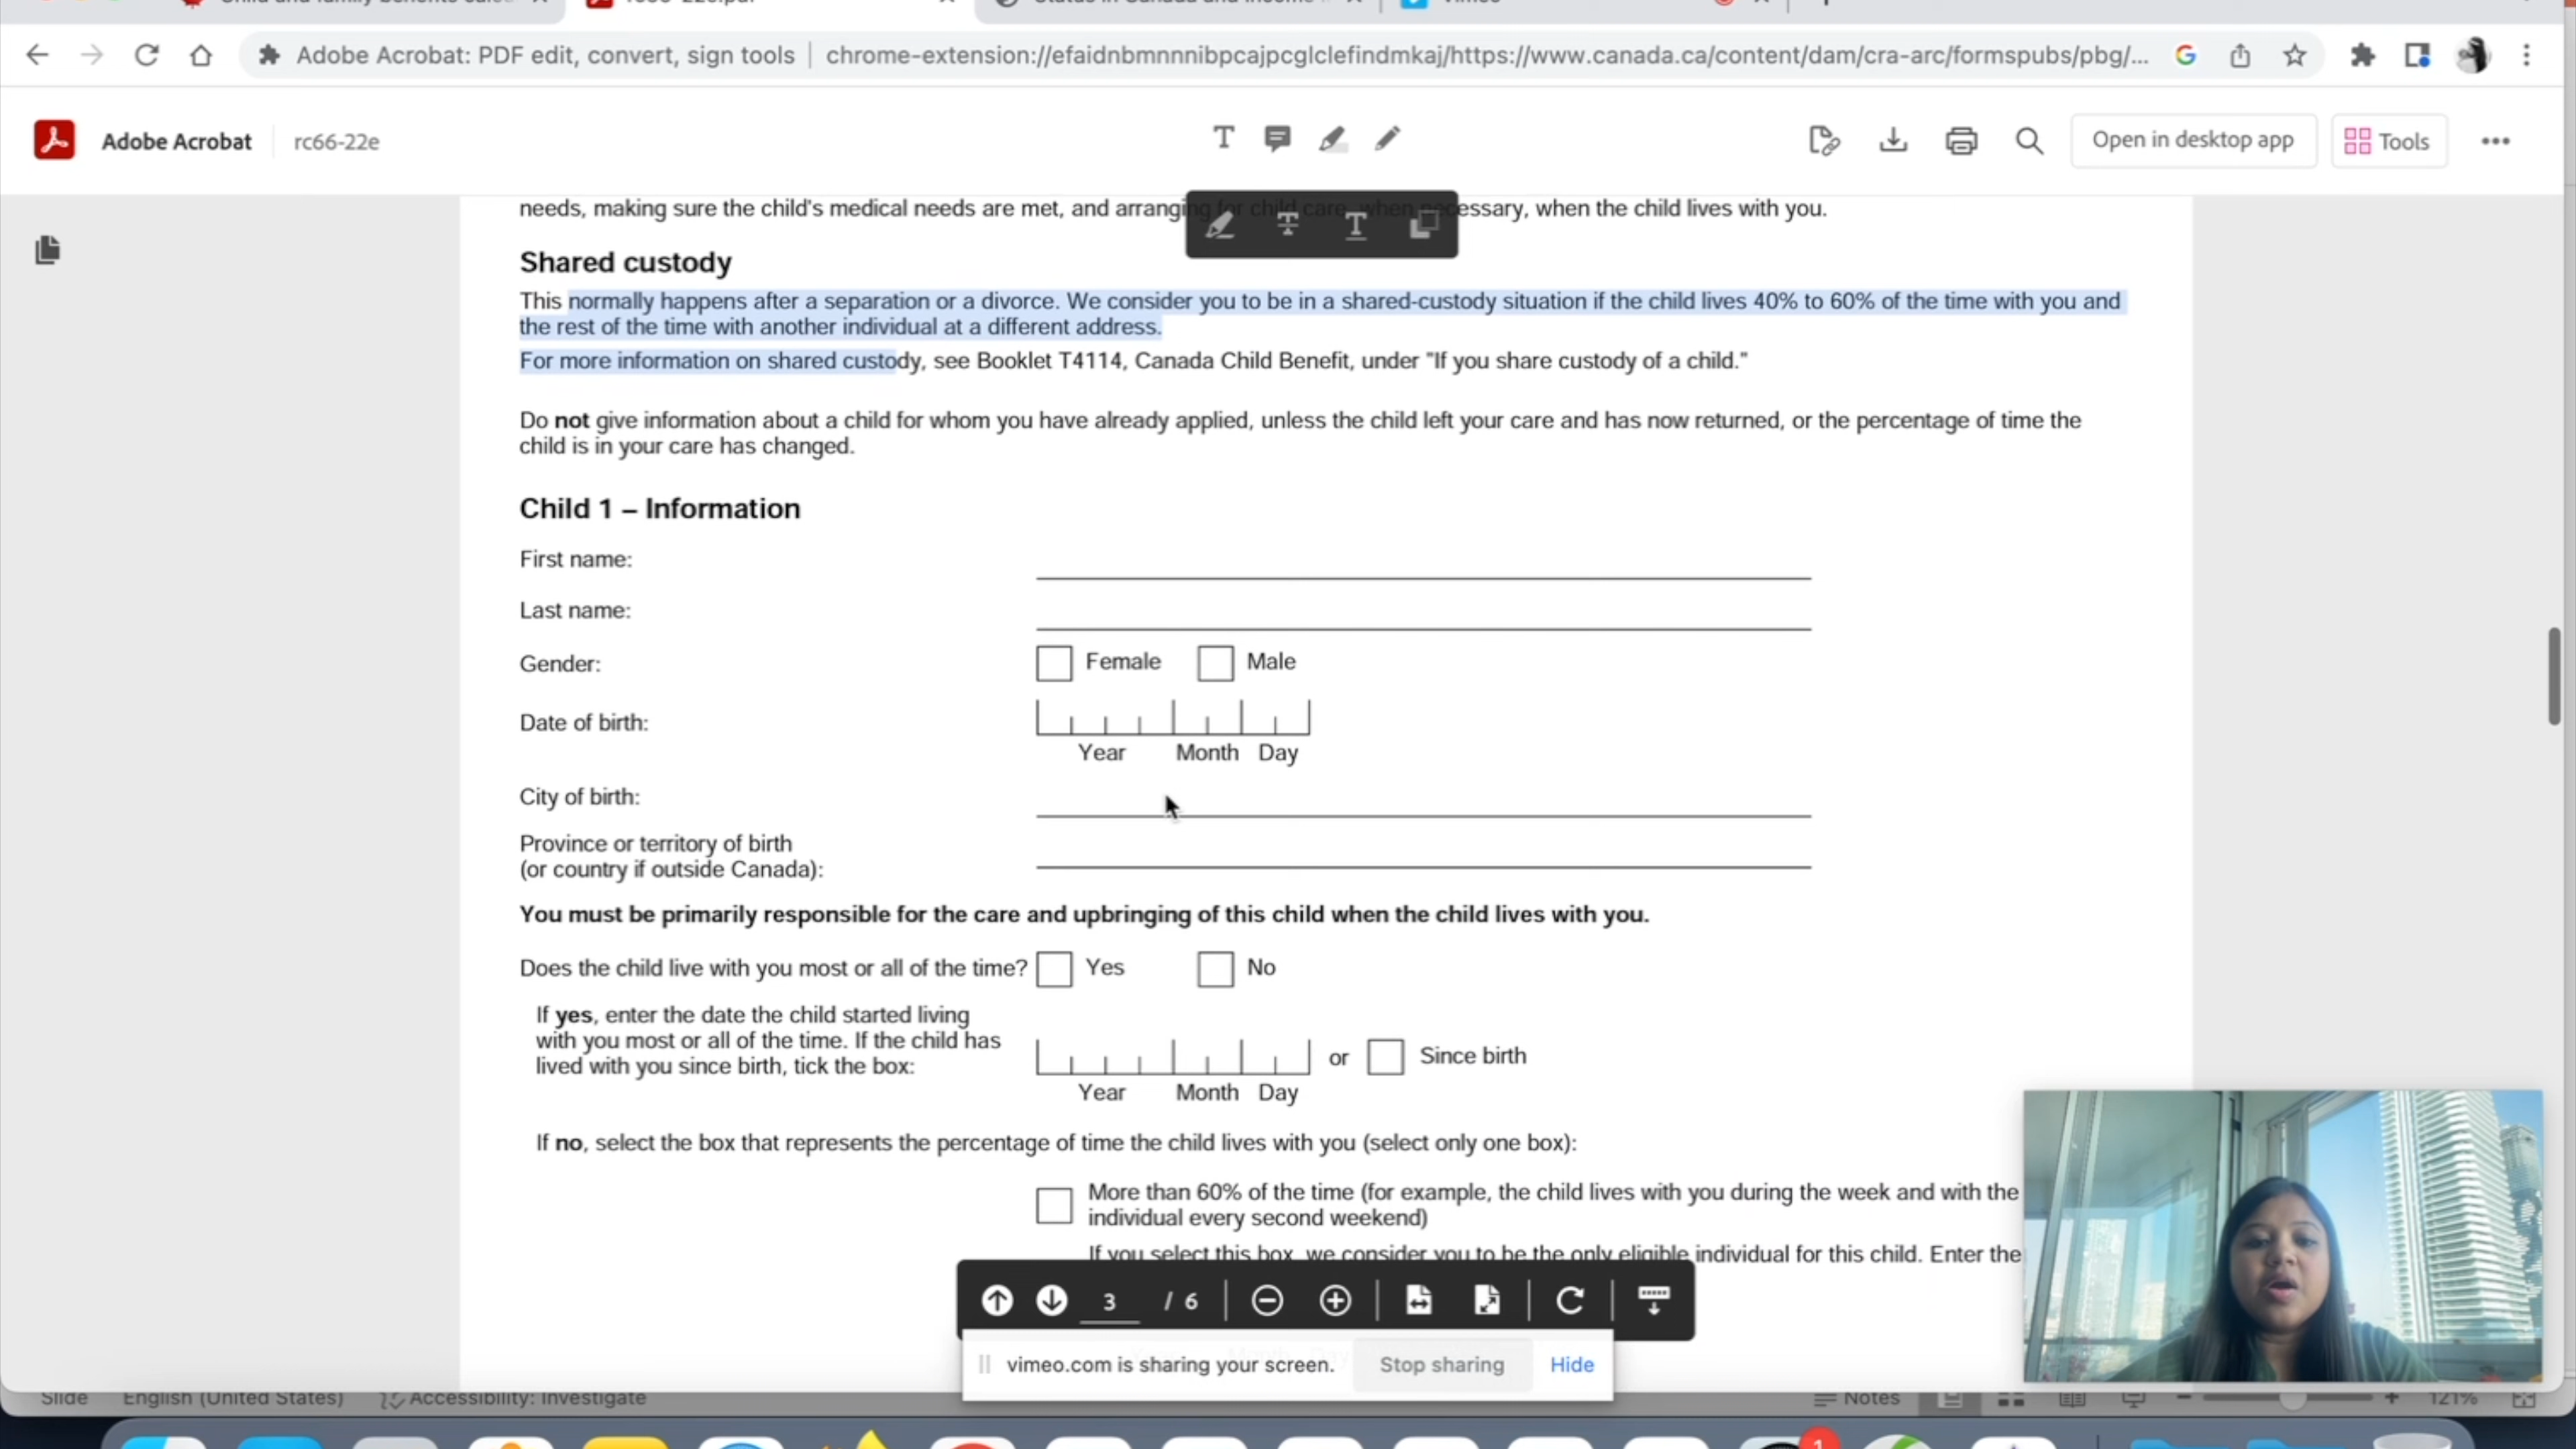 Adobe Acrobat: PDF edit, convert, sign tools | chrome-extension://efaidnbmnnnibpcajpcglclefindmkaj/https://www.canada.ca/content/dam/cra-arc/formspubs/pbg/...
Adobe Acrobat rc66-22e
Open in desktop app Tools
needs, making sure the child's medical needs are met, and arranging for child care, when necessary, when the child lives with you.
Shared custody
This normally happens after a separation or a divorce. We consider you to be in a shared-custody situation if the child lives 40% to 60% of the time with you and
the rest of the time with another individual at a different address.
For more information on shared custody, see Booklet T4114, Canada Child Benefit, under "If you share custody of a child."
Do not give information about a child for whom you have already applied, unless the child left your care and has now returned, or the percentage of time the
child is in your care has changed.
Child 1 – Information
First name:
Last name:
Gender: Female Male
Date of birth:
Year Month Day
City of birth:
Province or territory of birth
(or country if outside Canada):
You must be primarily responsible for the care and upbringing of this child when the child lives with you.
Does the child live with you most or all of the time? Yes No
If yes, enter the date the child started living
with you most or all of the time. If the child has
lived with you since birth, tick the box: or Since birth
Year Month Day
If no, select the box that represents the percentage of time the child lives with you (select only one box):
More than 60% of the time (for example, the child lives with you during the week and with the
individual every second weekend)
If you select this box, we consider you to be the only eligible individual for this child. Enter the
3 / 6
vimeo.com is sharing your screen. Stop sharing Hide
Slide English (United States) Accessibility: Investigate Notes 121%
1